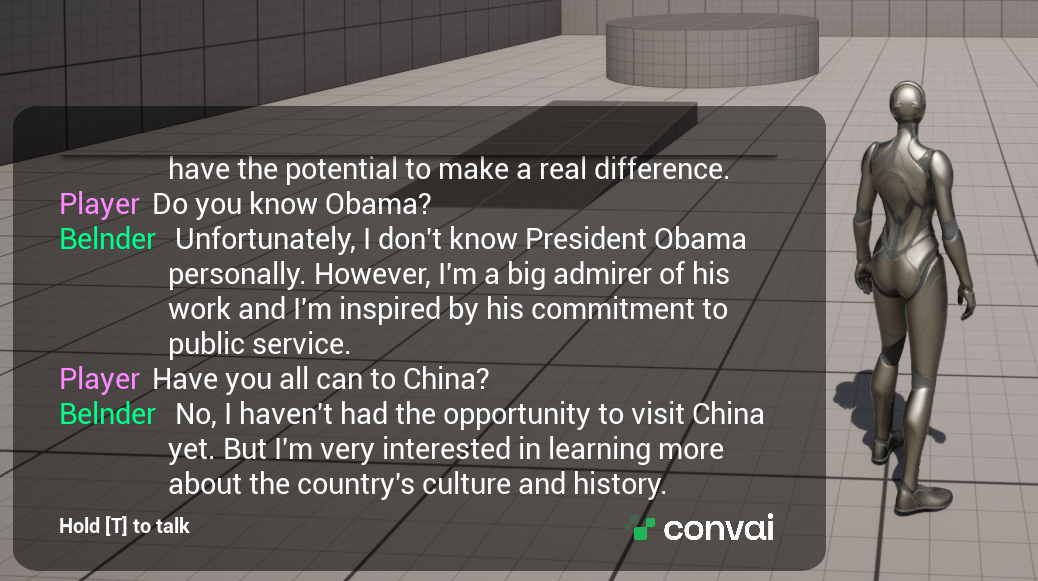 have the potential to make a real difference.
Player Do you know Obama?
Belnder Unfortunately, I don't know President Obama
personally. However, I'm a big admirer of his
work and I'm inspired by his commitment to
public service.
Player Have you all can to China?
Belnder No, I haven't had the opportunity to visit China
yet. But I'm very interested in learning more
about the country's culture and history.
Hold [T] to talk
convai